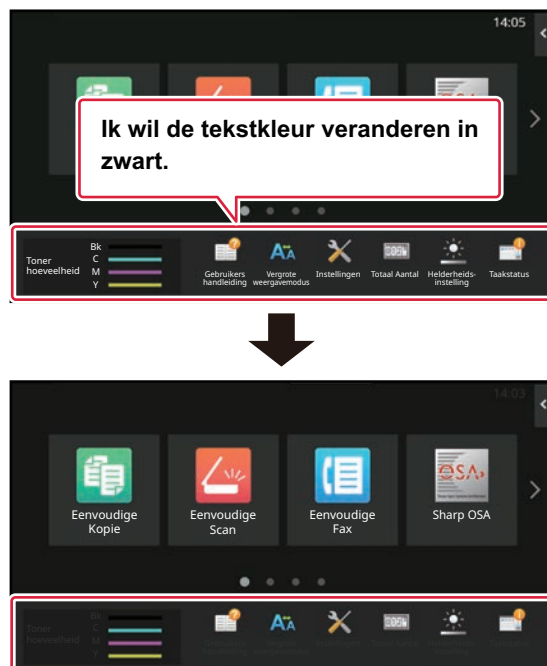 14:05
Ik wil de tekstkleur veranderen in
zwart.
Toner
hoeveelheid
Bk
C
M
Y
Gebruikers
handleiding
Vergrote
weergavemodus
Instellingen
Totaal Aantal
Helderheids-
instelling
Taakstatus
14:03
Eenvoudige
Kopie
Eenvoudige
Scan
Eenvoudige
Fax
OSA
Sharp OSA
Toner
hoeveelheid
Bk
C
M
Y